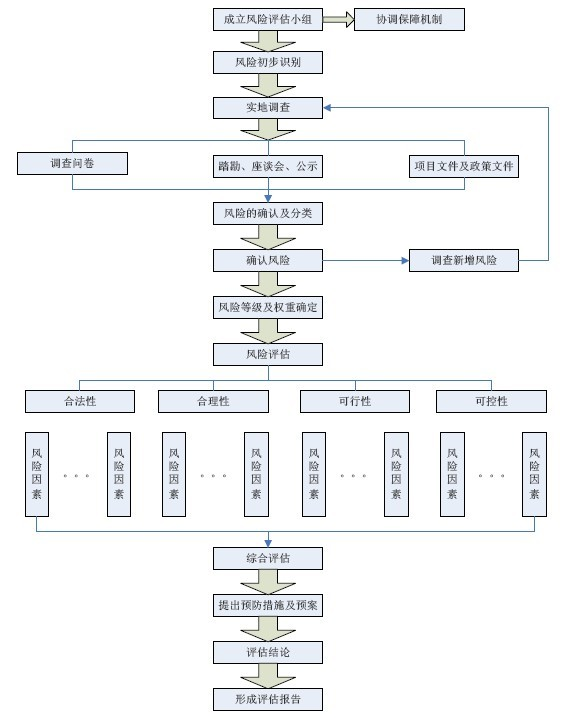 成立风险评估小组
协调保障机制
风险初步识别
实地调查
调查问卷
踏勘、座谈会、公示
项目文件及政策文件
风险的确认及分类
确认风险
调查新增风险
风险等级及权重确定
风险评估
合法性
合理性
可行性
可控性
风险因素
。。。
风险因素
风险因素
。。。
风险因素
风险因素
。。。
风险因素
风险因素
。。。
风险因素
综合评估
提出预防措施及预案
评估结论
形成评估报告